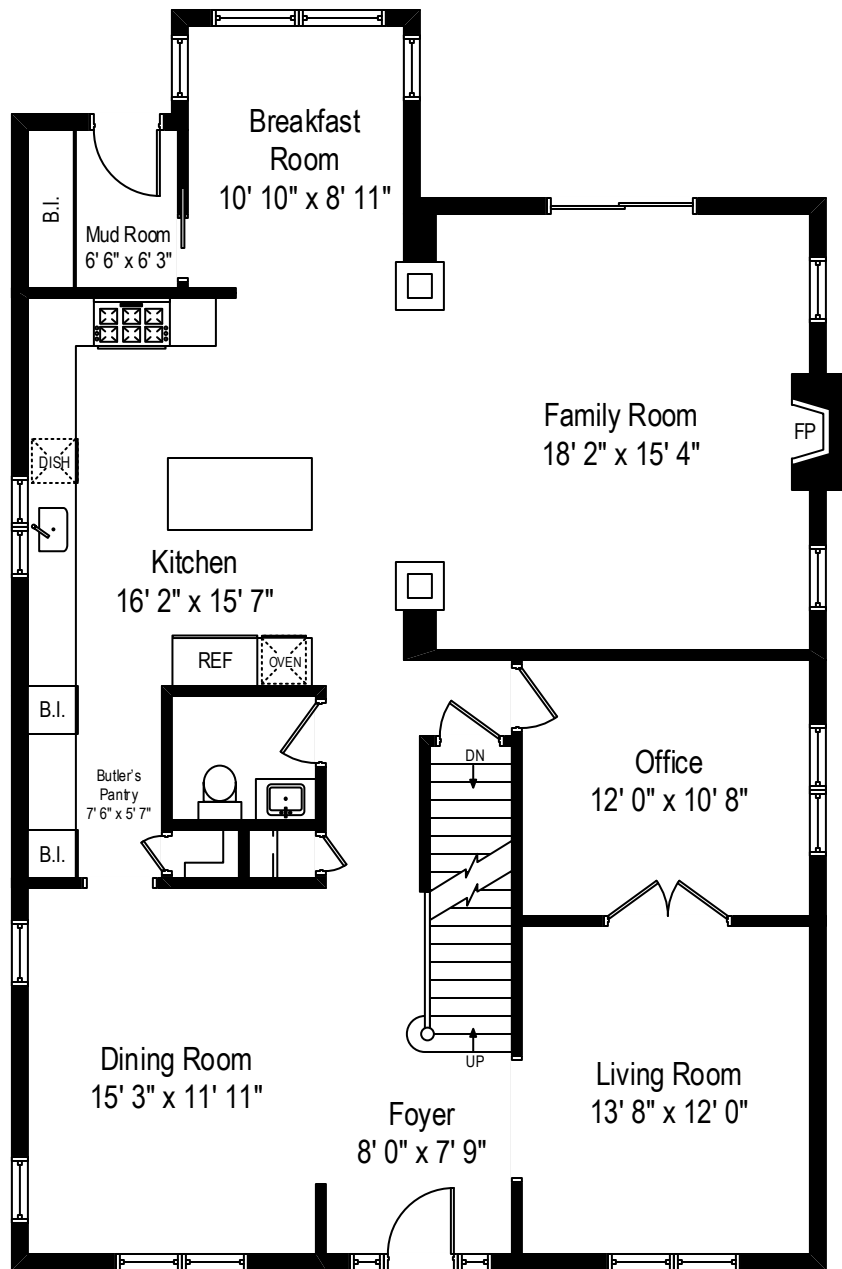 Breakfast
Room
10' 10" x 8' 11"
B.I.
Mud Room
6' 6" x 6' 3"
Family Room
18' 2" x 15' 4"
FP
DISH
Kitchen
16' 2" x 15' 7"
REF
OVEN
B.I.
Butler's
Pantry
7' 6" x 5' 7"
B.I.
DN
Office
12' 0" x 10' 8"
UP
Dining Room
15' 3" x 11' 11"
Foyer
8' 0" x 7' 9"
Living Room
13' 8" x 12' 0"